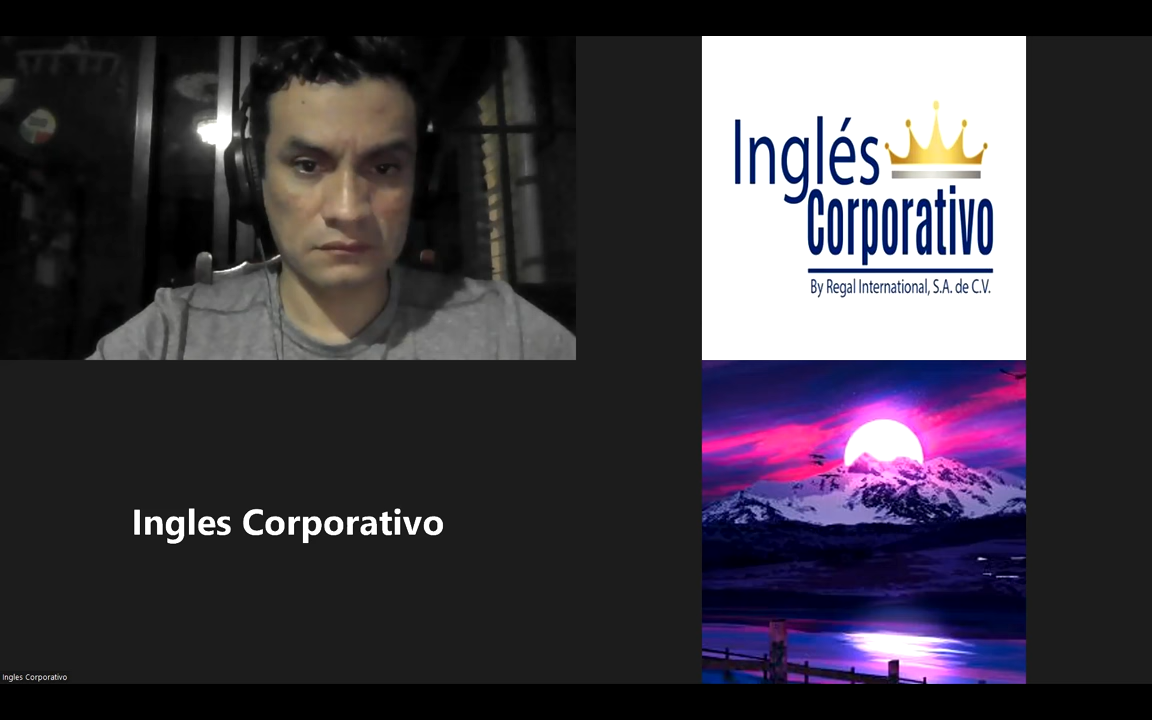 Inglés
Corporativo
By Regal International, S.A. de C.V.
Ingles Corporativo
Ingles Corporativo